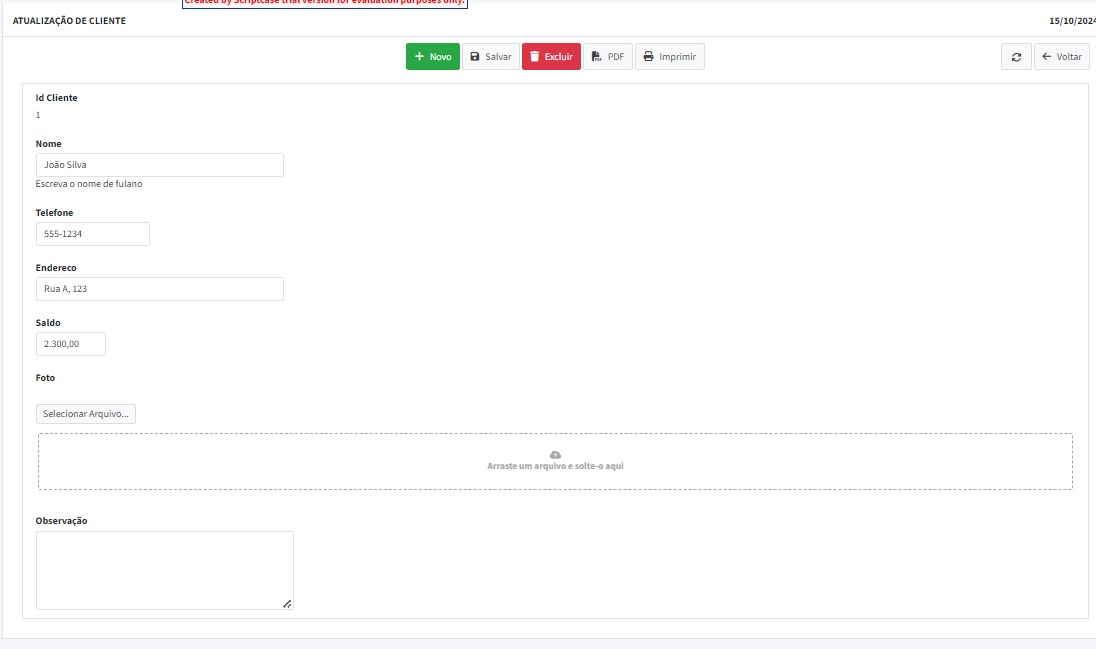 Created by Scriptcase trial version for evaluation purposes only.
ATUALIZAÇÃO DE CLIENTE
15/10/2024
Novo
Salvar
Excluir
PDF
Imprimir
Voltar
Id Cliente
1
Nome
João Silva
Escreva o nome de fulano
Telefone
555-1234
Endereco
Rua A, 123
Saldo
2.300,00
Foto
Selecionar Arquivo...
Arraste um arquivo e solte-o aqui
Observação